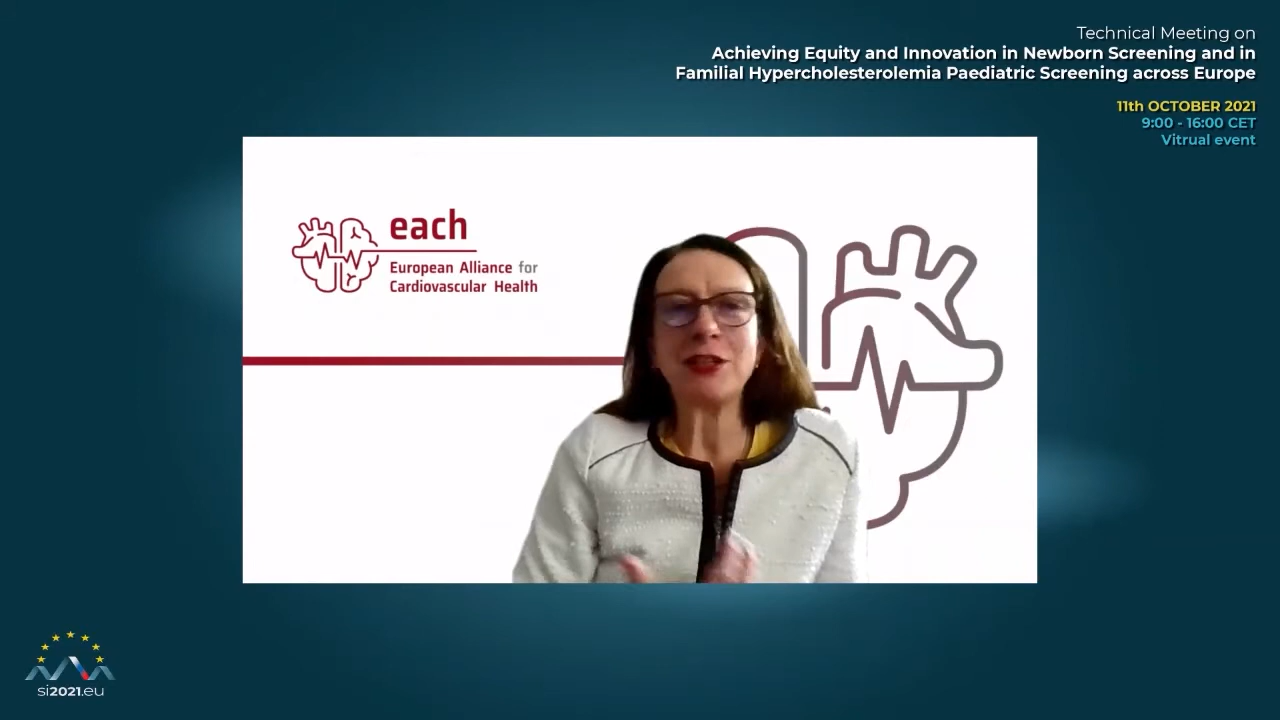 Technical Meeting on
Achieving Equity and Innovation in Newborn Screening and in
Familial Hypercholesterolemia Paediatric Screening across Europe
11th OCTOBER 2021
9:00 - 16:00 CET
Vitrual event
each
European Alliance for
Cardiovascular Health
si2021.eu